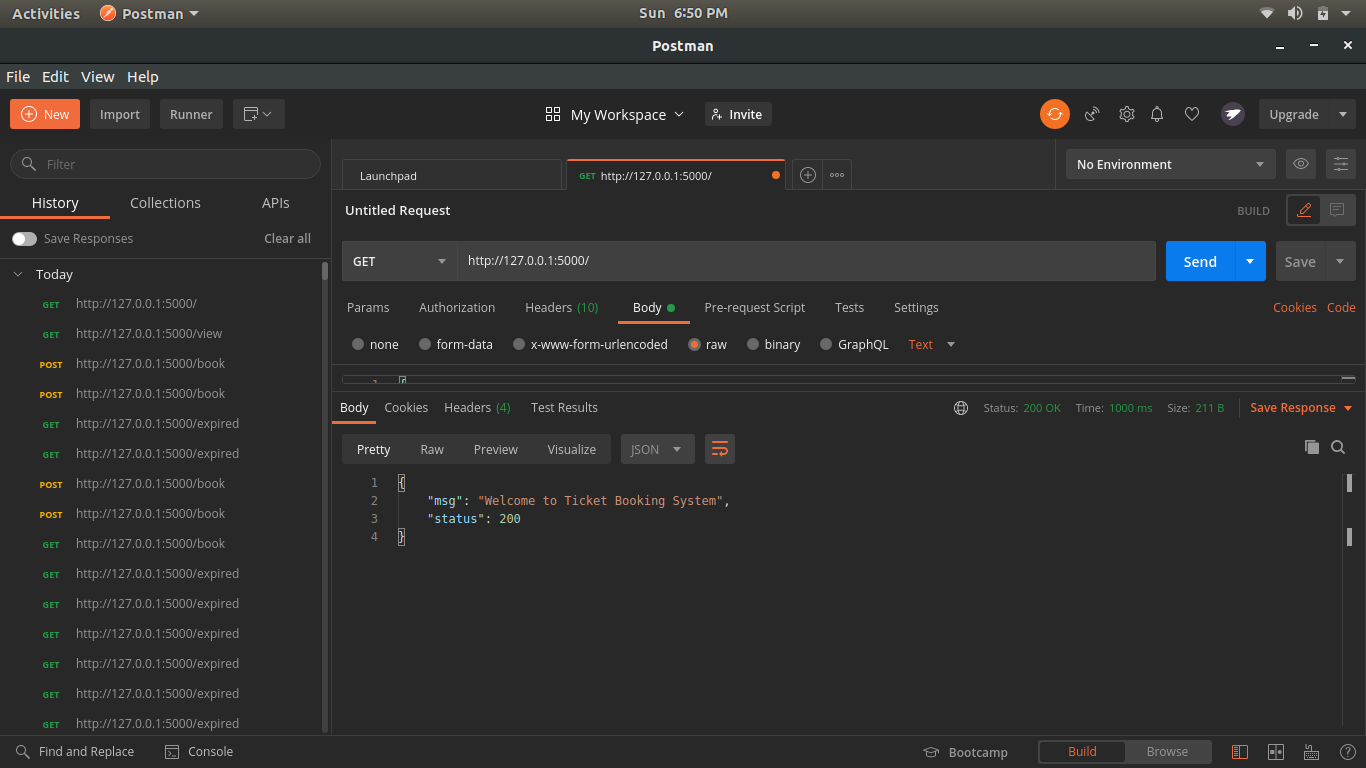 Activities Postman Sun 6:50 PM
Postman
File Edit View Help
New Import Runner My Workspace Invite Upgrade
Filter
History Collections APIs
Save Responses Clear all
Today
GET http://127.0.0.1:5000/
GET http://127.0.0.1:5000/view
POST http://127.0.0.1:5000/book
POST http://127.0.0.1:5000/book
GET http://127.0.0.1:5000/expired
GET http://127.0.0.1:5000/expired
POST http://127.0.0.1:5000/book
POST http://127.0.0.1:5000/book
GET http://127.0.0.1:5000/book
GET http://127.0.0.1:5000/expired
GET http://127.0.0.1:5000/expired
GET http://127.0.0.1:5000/expired
GET http://127.0.0.1:5000/expired
GET http://127.0.0.1:5000/expired
GET http://127.0.0.1:5000/expired
Launchpad GET http://127.0.0.1:5000/ No Environment
Untitled Request BUILD
GET http://127.0.0.1:5000/ Send Save
Params Authorization Headers (10) Body Pre-request Script Tests Settings Cookies Code
none form-data x-www-form-urlencoded raw binary GraphQL Text
Body Cookies Headers (4) Test Results Status: 200 OK Time: 1000 ms Size: 211 B Save Response
Pretty Raw Preview Visualize JSON
1 {
2 "msg": "Welcome to Ticket Booking System",
3 "status": 200
4 }
Find and Replace Console Bootcamp Build Browse